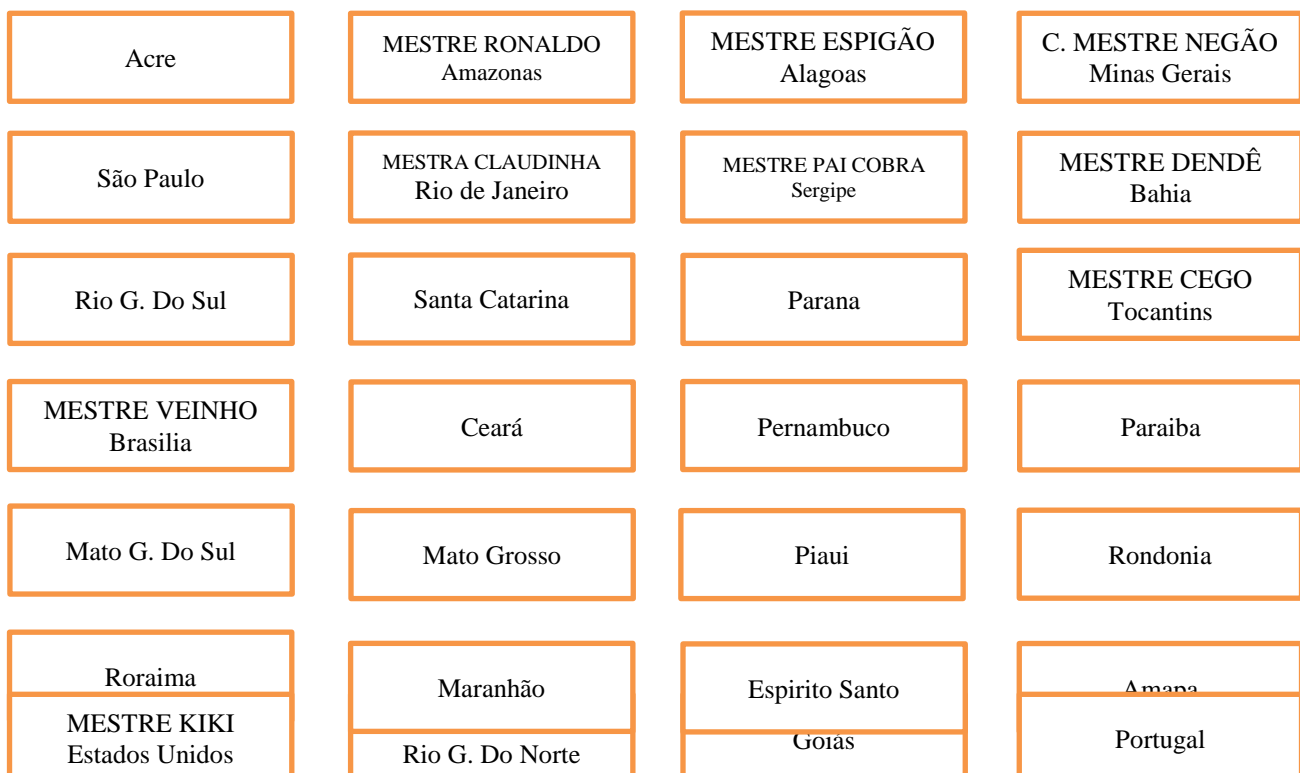 Acre
MESTRE RONALDO
Amazonas
MESTRE ESPIGÃO
Alagoas
C. MESTRE NEGÃO
Minas Gerais
São Paulo
MESTRA CLAUDINHA
Rio de Janeiro
MESTRE PAI COBRA
Sergipe
MESTRE DENDÊ
Bahia
Rio G. Do Sul
Santa Catarina
Parana
MESTRE CEGO
Tocantins
MESTRE VEINHO
Brasilia
Ceará
Pernambuco
Paraiba
Mato G. Do Sul
Mato Grosso
Piaui
Rondonia
Roraima
Maranhão
Espirito Santo
Amapa
MESTRE KIKI
Estados Unidos
Rio G. Do Norte
Goiás
Portugal